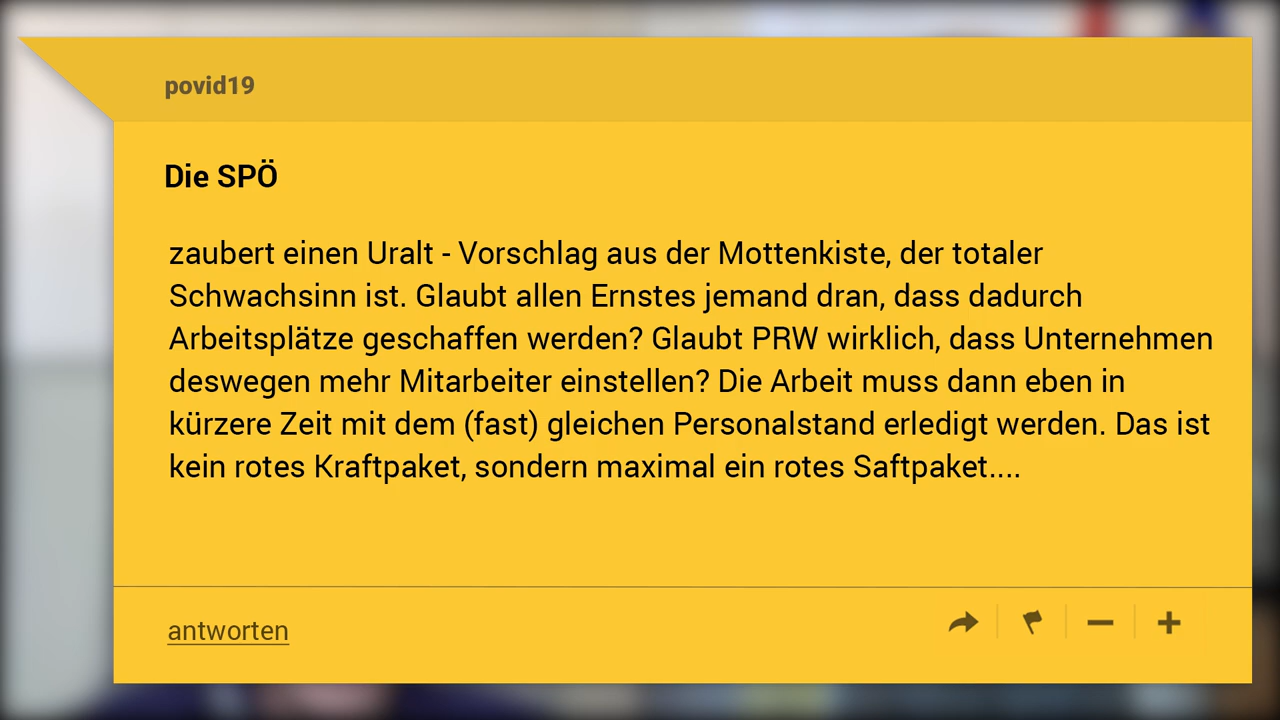 povid19
Die SPÖ
zaubert einen Uralt - Vorschlag aus der Mottenkiste, der totaler
Schwachsinn ist. Glaubt allen Ernstes jemand dran, dass dadurch
Arbeitsplätze geschaffen werden? Glaubt PRW wirklich, dass Unternehmen
deswegen mehr Mitarbeiter einstellen? Die Arbeit muss dann eben in
kürzere Zeit mit dem (fast) gleichen Personalstand erledigt werden. Das ist
kein rotes Kraftpaket, sondern maximal ein rotes Saftpaket....
antworten